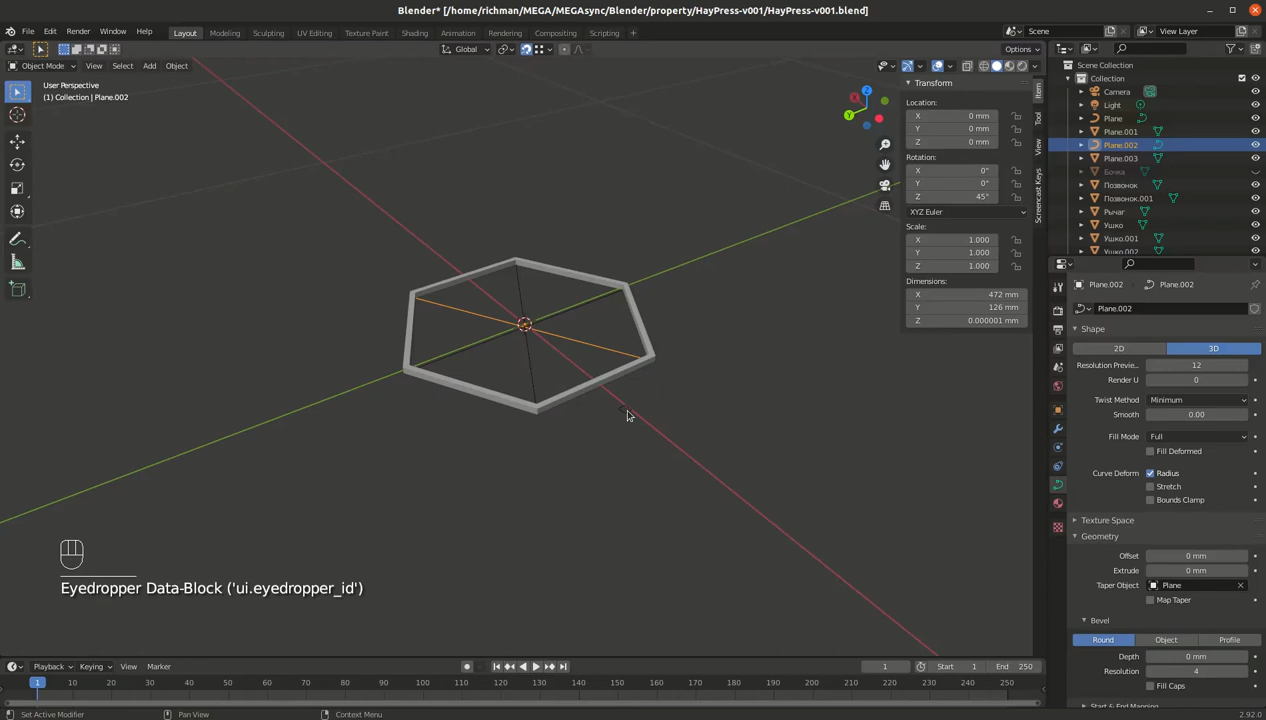 Blender* [/home/richman/MEGA/MEGAsync/Blender/property/HayPress-v001/HayPress-v001.blend]
File Edit Render Window Help Layout Modeling Sculpting UV Editing Texture Paint Shading Animation Rendering Compositing Scripting + Scene View Layer
Global Options
Object Mode View Select Add Object
User Perspective
(1) Collection | Plane.002
Z
X
Y
Transform
Location:
X 0 mm
Y 0 mm
Z 0 mm
Rotation:
X 0°
Y 0°
Z 45°
XYZ Euler
Scale:
X 1.000
Y 1.000
Z 1.000
Dimensions:
X 472 mm
Y 126 mm
Z 0.000001 mm
Item
Tool
View
Screencast Keys
Scene Collection
Collection
Camera
Light
Plane
Plane.001
Plane.002
Plane.003
Бочка
Позвонок
Позвонок.001
Рычаг
Ушко
Ушко.001
Ушко.002
Plane.002 Plane.002
Plane.002
Shape
2D 3D
Resolution Previe... 12
Render U 0
Twist Method Minimum
Smooth 0.00
Fill Mode Full
Fill Deformed
Curve Deform Radius
Stretch
Bounds Clamp
Texture Space
Geometry
Offset 0 mm
Extrude 0 mm
Taper Object Plane
Map Taper
Bevel
Round Object Profile
Depth 0 mm
Resolution 4
Fill Caps
Start & End Mapping
Eyedropper Data-Block ('ui.eyedropper_id')
Playback Keying View Marker 1 Start 1 End 250
1 10 20 30 40 50 60 70 80 90 100 110 120 130 140 150 160 170 180 190 200 210 220 230 240 250
Set Active Modifier Pan View Context Menu 2.92.0